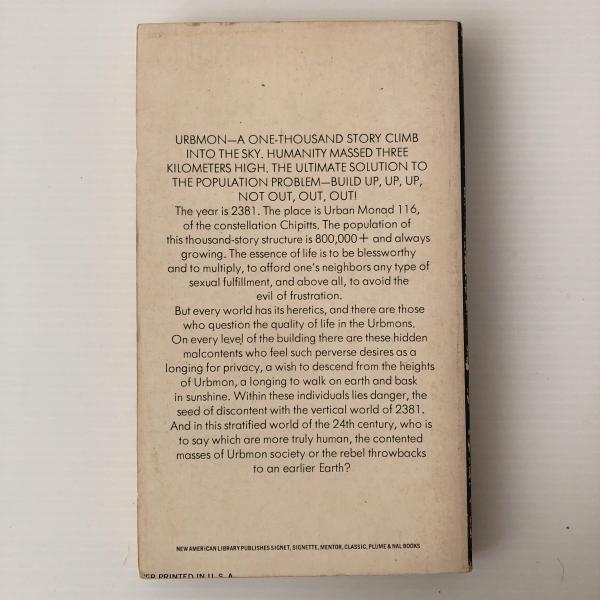 URBMON—A ONE-THOUSAND STORY CLIMB
INTO THE SKY. HUMANITY MASSED THREE
KILOMETERS HIGH. THE ULTIMATE SOLUTION TO
THE POPULATION PROBLEM—BUILD UP, UP, UP,
NOT OUT, OUT, OUT!
The year is 2381. The place is Urban Monad 116,
of the constellation Chipitts. The population of
this thousand-story structure is 800,000+ and always
growing. The essence of life is to be blessworthy
and to multiply, to afford one's neighbors any type of
sexual fulfillment, and above all, to avoid the
evil of frustration.
But every world has its heretics, and there are those
who question the quality of life in the Urbmons.
On every level of the building there are these hidden
malcontents who feel such perverse desires as a
longing for privacy, a wish to descend from the heights
of Urbmon, a longing to walk on earth and bask
in sunshine. Within these individuals lies danger, the
seed of discontent with the vertical world of 2381.
And in this stratified world of the 24th century, who is
to say which are more truly human, the contented
masses of Urbmon society or the rebel throwbacks
to an earlier Earth?
NEW AMERICAN LIBRARY PUBLISHES SIGNET, SIGNETTE, MENTOR, CLASSIC, PLUME & NAL BOOKS
PRINTED IN U. S. A.